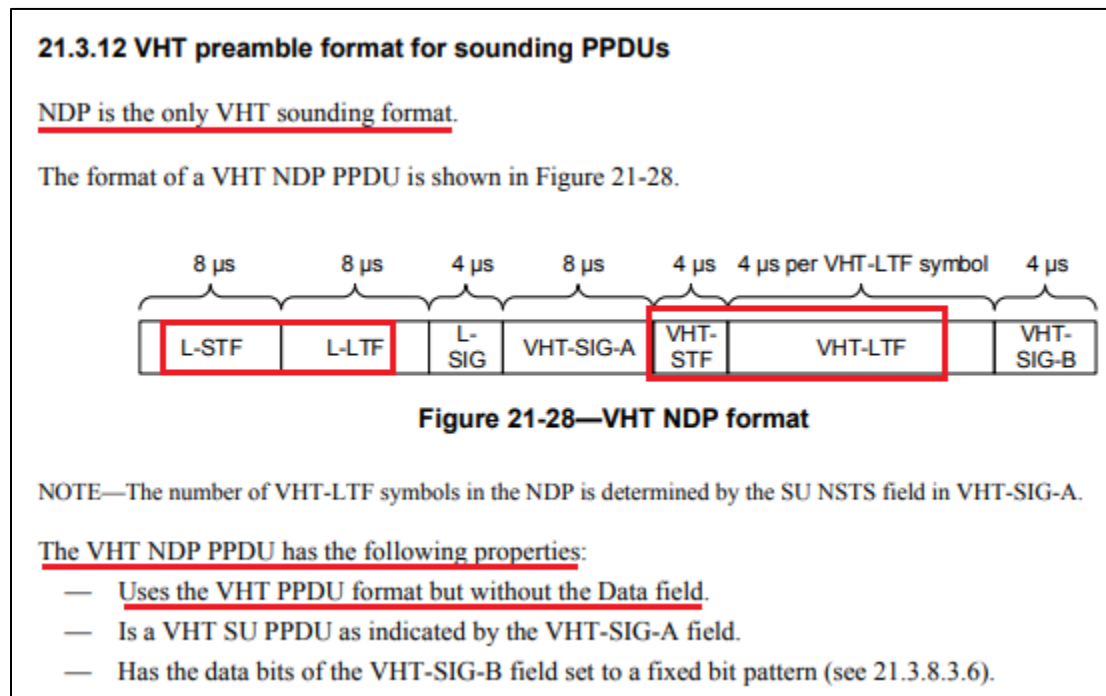 21.3.12 VHT preamble format for sounding PPDUs
NDP is the only VHT sounding format.
The format of a VHT NDP PPDU is shown in Figure 21-28.
8 µs 8 µs 4 µs 8 µs 4 µs 4 µs per VHT-LTF symbol 4 µs
L-STF L-LTF L-SIG VHT-SIG-A VHT-STF VHT-LTF VHT-SIG-B
Figure 21-28—VHT NDP format
NOTE—The number of VHT-LTF symbols in the NDP is determined by the SU NSTS field in VHT-SIG-A.
The VHT NDP PPDU has the following properties:
— Uses the VHT PPDU format but without the Data field.
— Is a VHT SU PPDU as indicated by the VHT-SIG-A field.
— Has the data bits of the VHT-SIG-B field set to a fixed bit pattern (see 21.3.8.3.6).